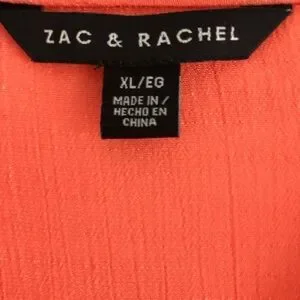 ZAC & RACHEL
XL/EG
MADE IN /
HECHO EN
CHINA